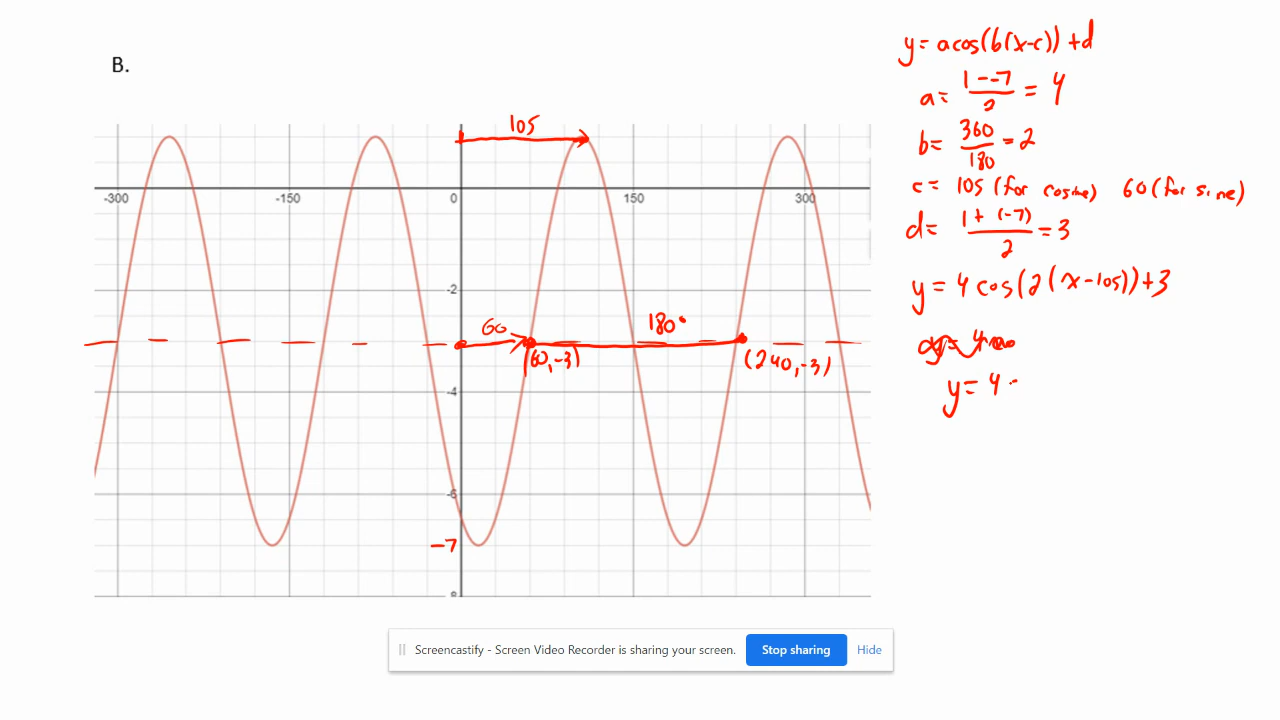 B.
y = a cos(b(x-c)) + d
a = 1 - -7 / 2 = 4
b = 360 / 180 = 2
c = 105 (for cosine) 60 (for sine)
d = 1 + (-7) / 2 = 3
y = 4 cos(2(x-105)) + 3
y = 4
105
-300 -150 0 150 300
-2
60
180°
(60, -3)
(240, -3)
-4
-6
-7
8
Screencastify - Screen Video Recorder is sharing your screen. Stop sharing Hide